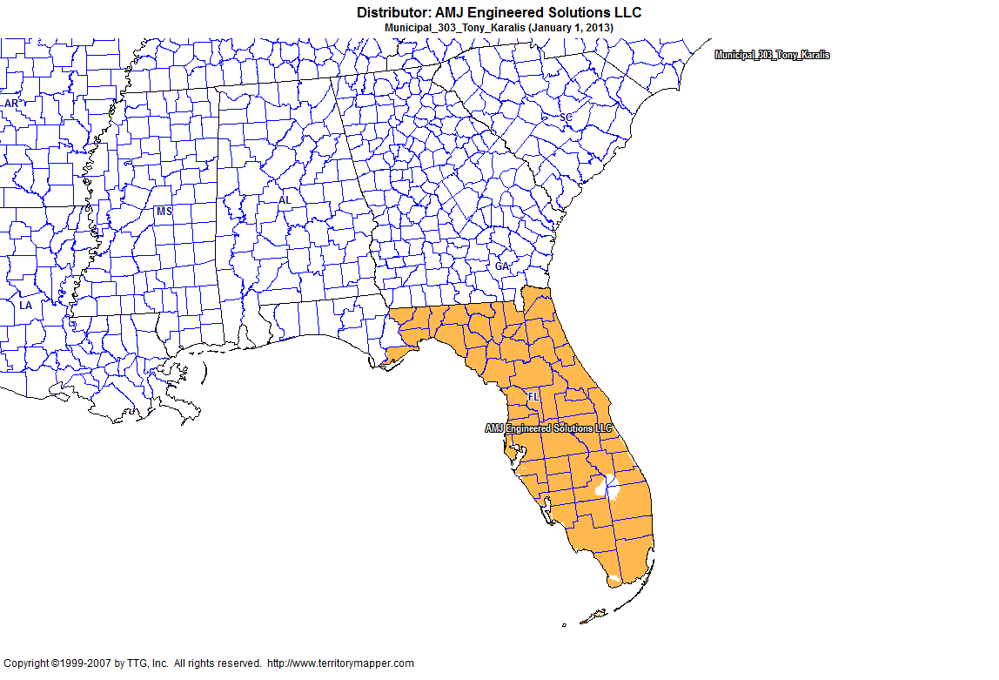 Distributor: AMJ Engineered Solutions LLC
Municipal_303_Tony_Karalis (January 1, 2013)
Municipal_303_Tony_Karalis
AR
SC
MS
AL
GA
LA
FL
AMJ Engineered Solutions LLC
Copyright ©1999-2007 by TTG, Inc. All rights reserved. http://www.territorymapper.com